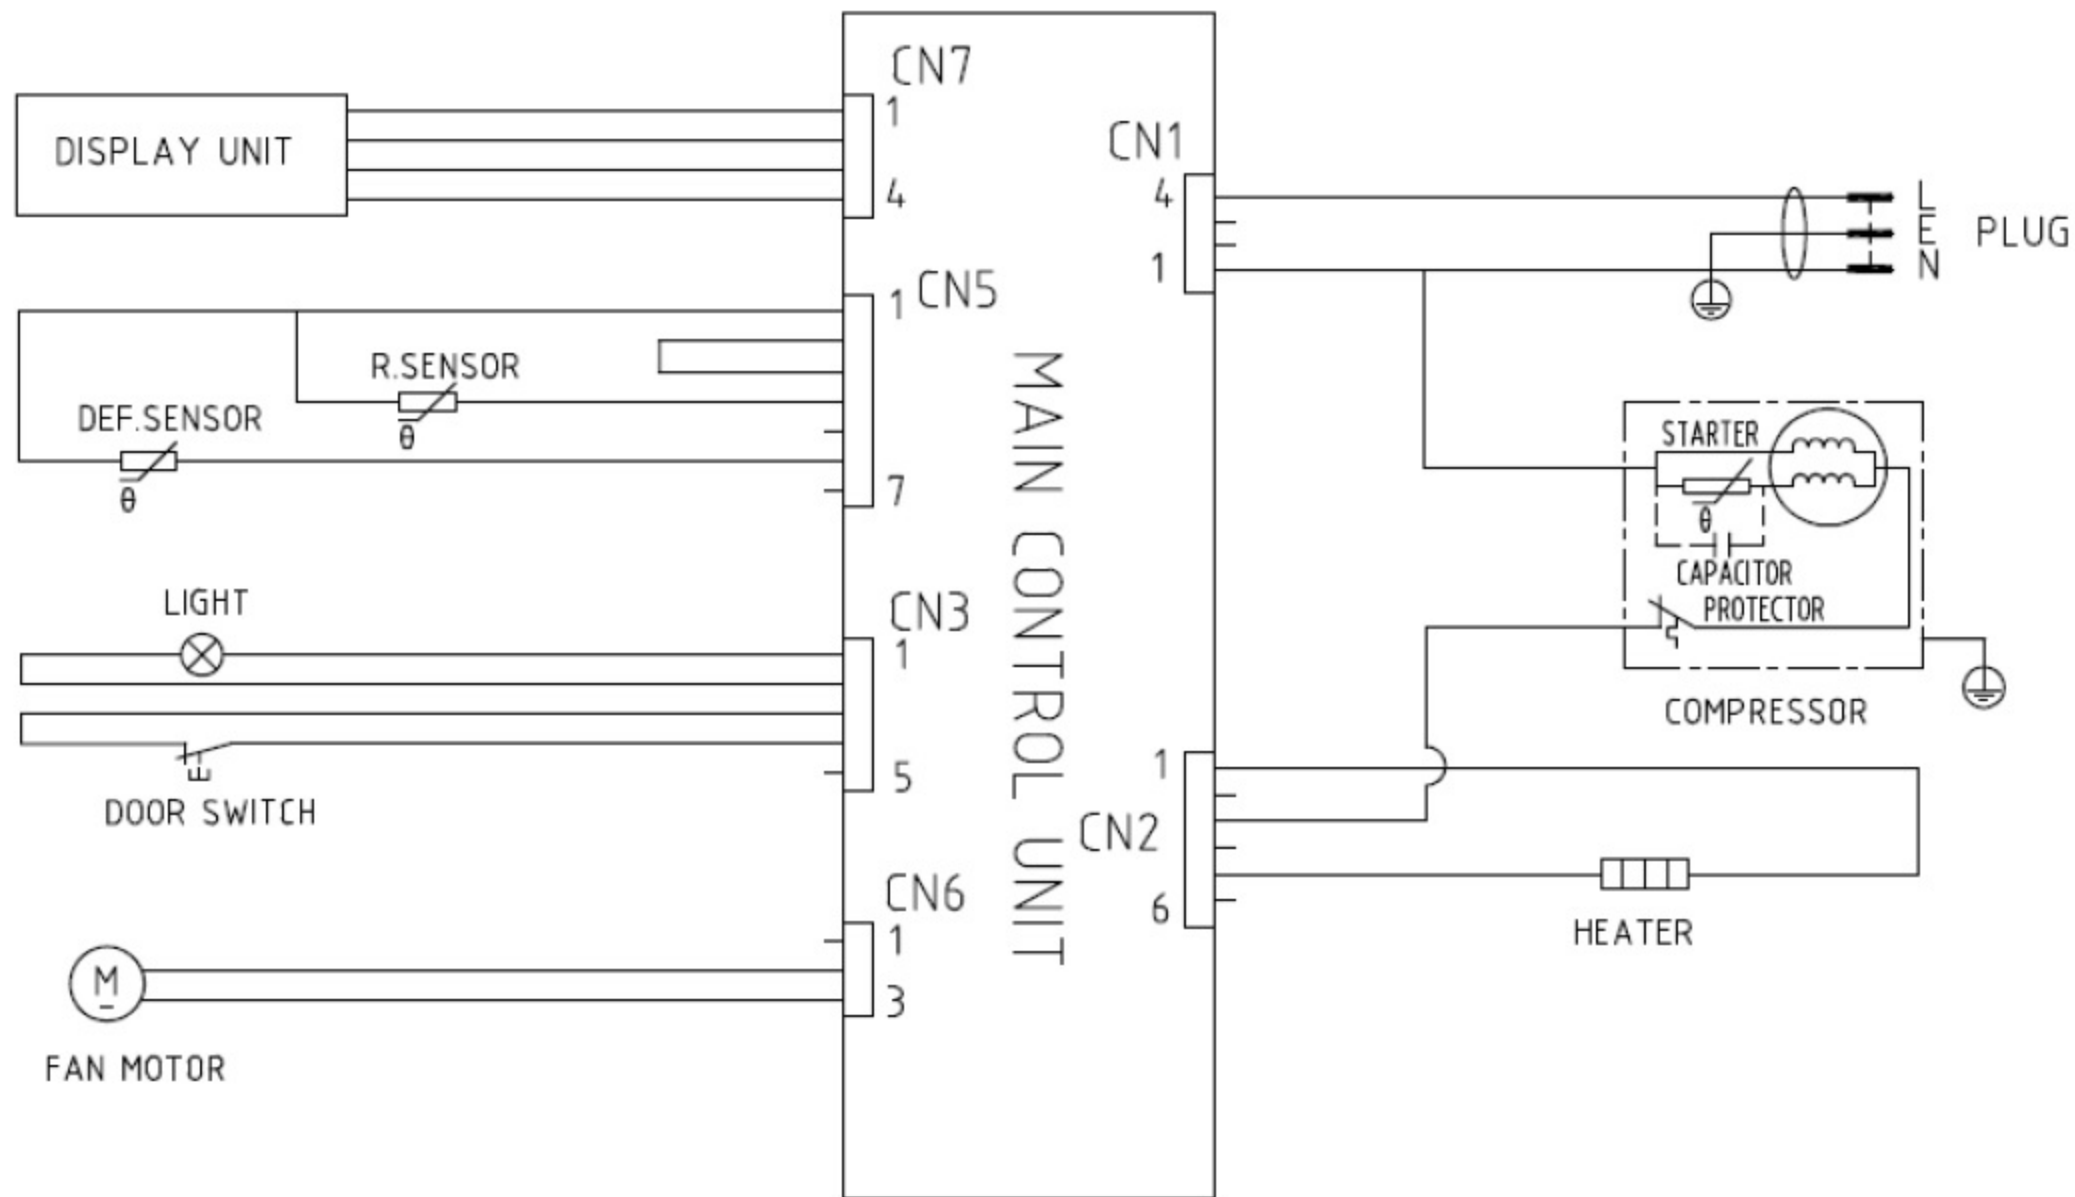 CN7
1
DISPLAY UNIT
4
CN1
4
1
L
E
N
PLUG
CN5
1
R.SENSOR
θ
DEF.SENSOR
θ
7
MAIN CONTROL UNIT
STARTER
θ
CAPACITOR
PROTECTOR
COMPRESSOR
LIGHT
CN3
1
5
DOOR SWITCH
1
CN2
6
HEATER
CN6
1
3
M
FAN MOTOR